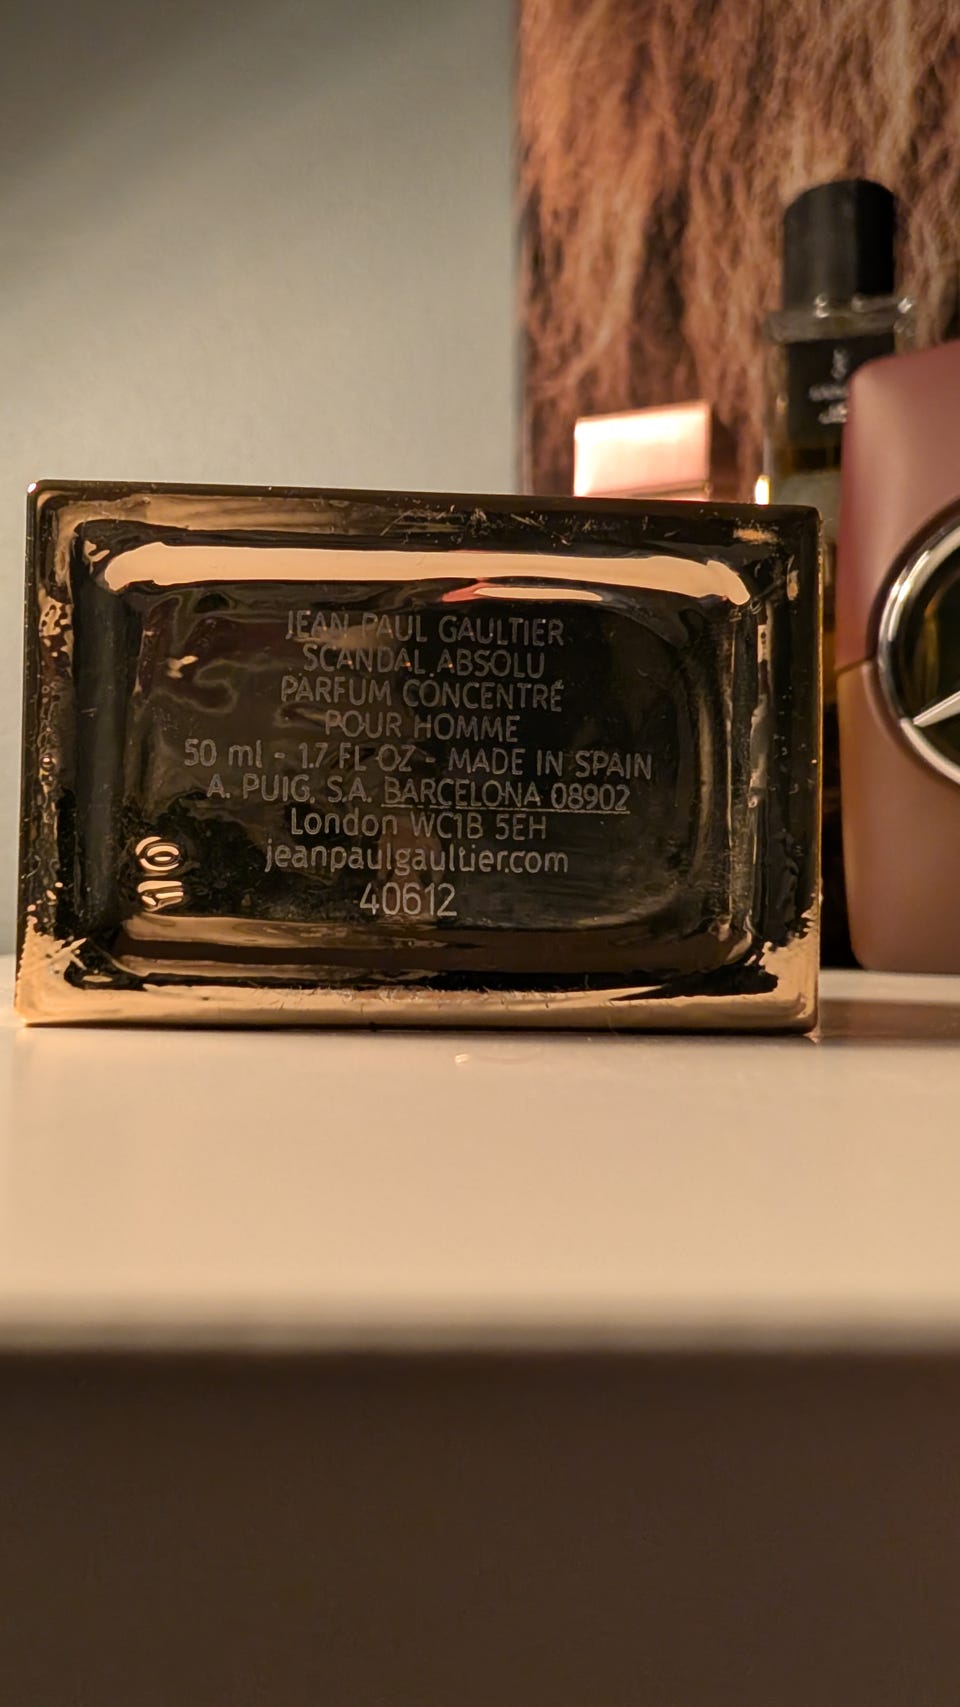 JEAN PAUL GAULTIER
SCANDAL ABSOLU
PARFUM CONCENTRÉ
POUR HOMME
50 ml - 1.7 FL OZ - MADE IN SPAIN
A. PUIG, S.A. BARCELONA 08902
London WC1B 5EH
jeanpaulgaultier.com
40612
16